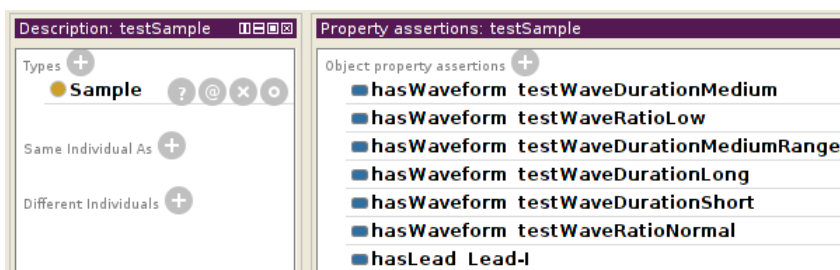 Description: testSample
Types
Sample
Same Individual As
Different Individuals
Property assertions: testSample
Object property assertions
hasWaveform testWaveDurationMedium
hasWaveform testWaveRatioLow
hasWaveform testWaveDurationMediumRange
hasWaveform testWaveDurationLong
hasWaveform testWaveDurationShort
hasWaveform testWaveRatioNormal
hasLead Lead-I